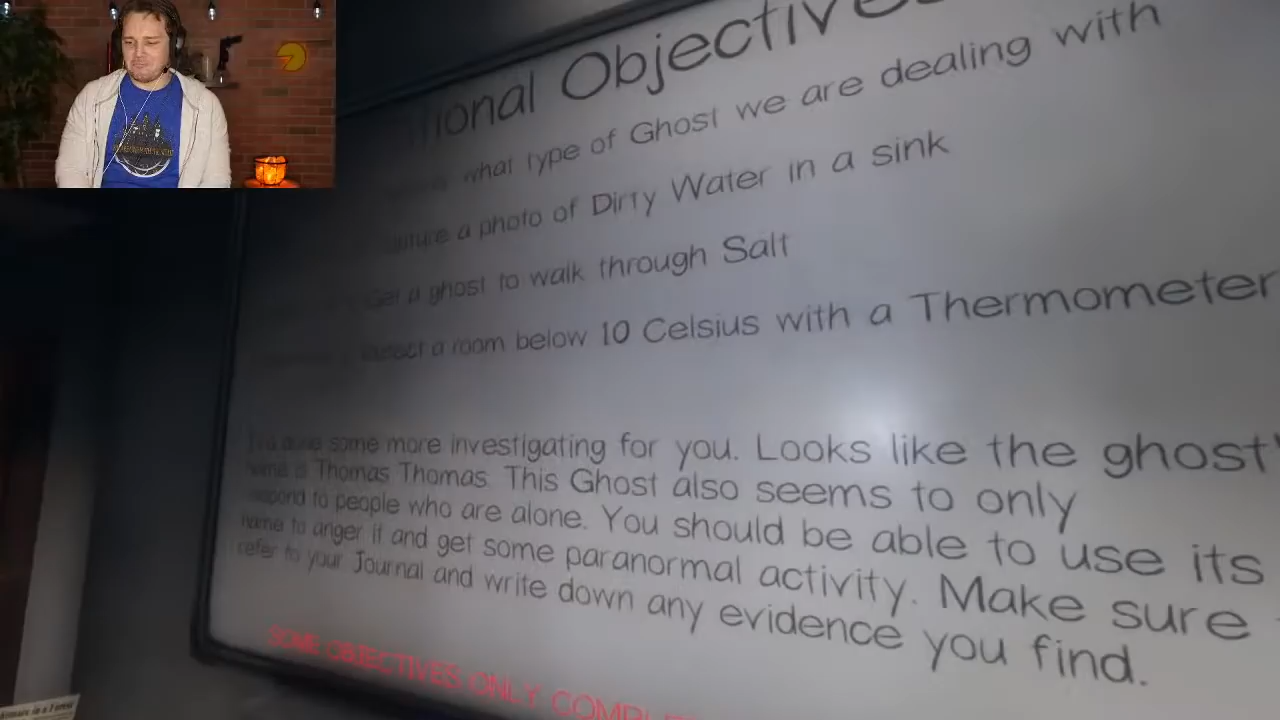 Objectives
what type of Ghost we are dealing with
a photo of Dirty Water in a sink
Get a ghost to walk through Salt
a room below 10 Celsius with a Thermometer
some more investigating for you. Looks like the ghost'
Thomas Thomas. This Ghost also seems to only
respond to people who are alone. You should be able to use its
name to anger it and get some paranormal activity. Make sure
refer to your Journal and write down any evidence you find.
SOME OBJECTIVES ONLY